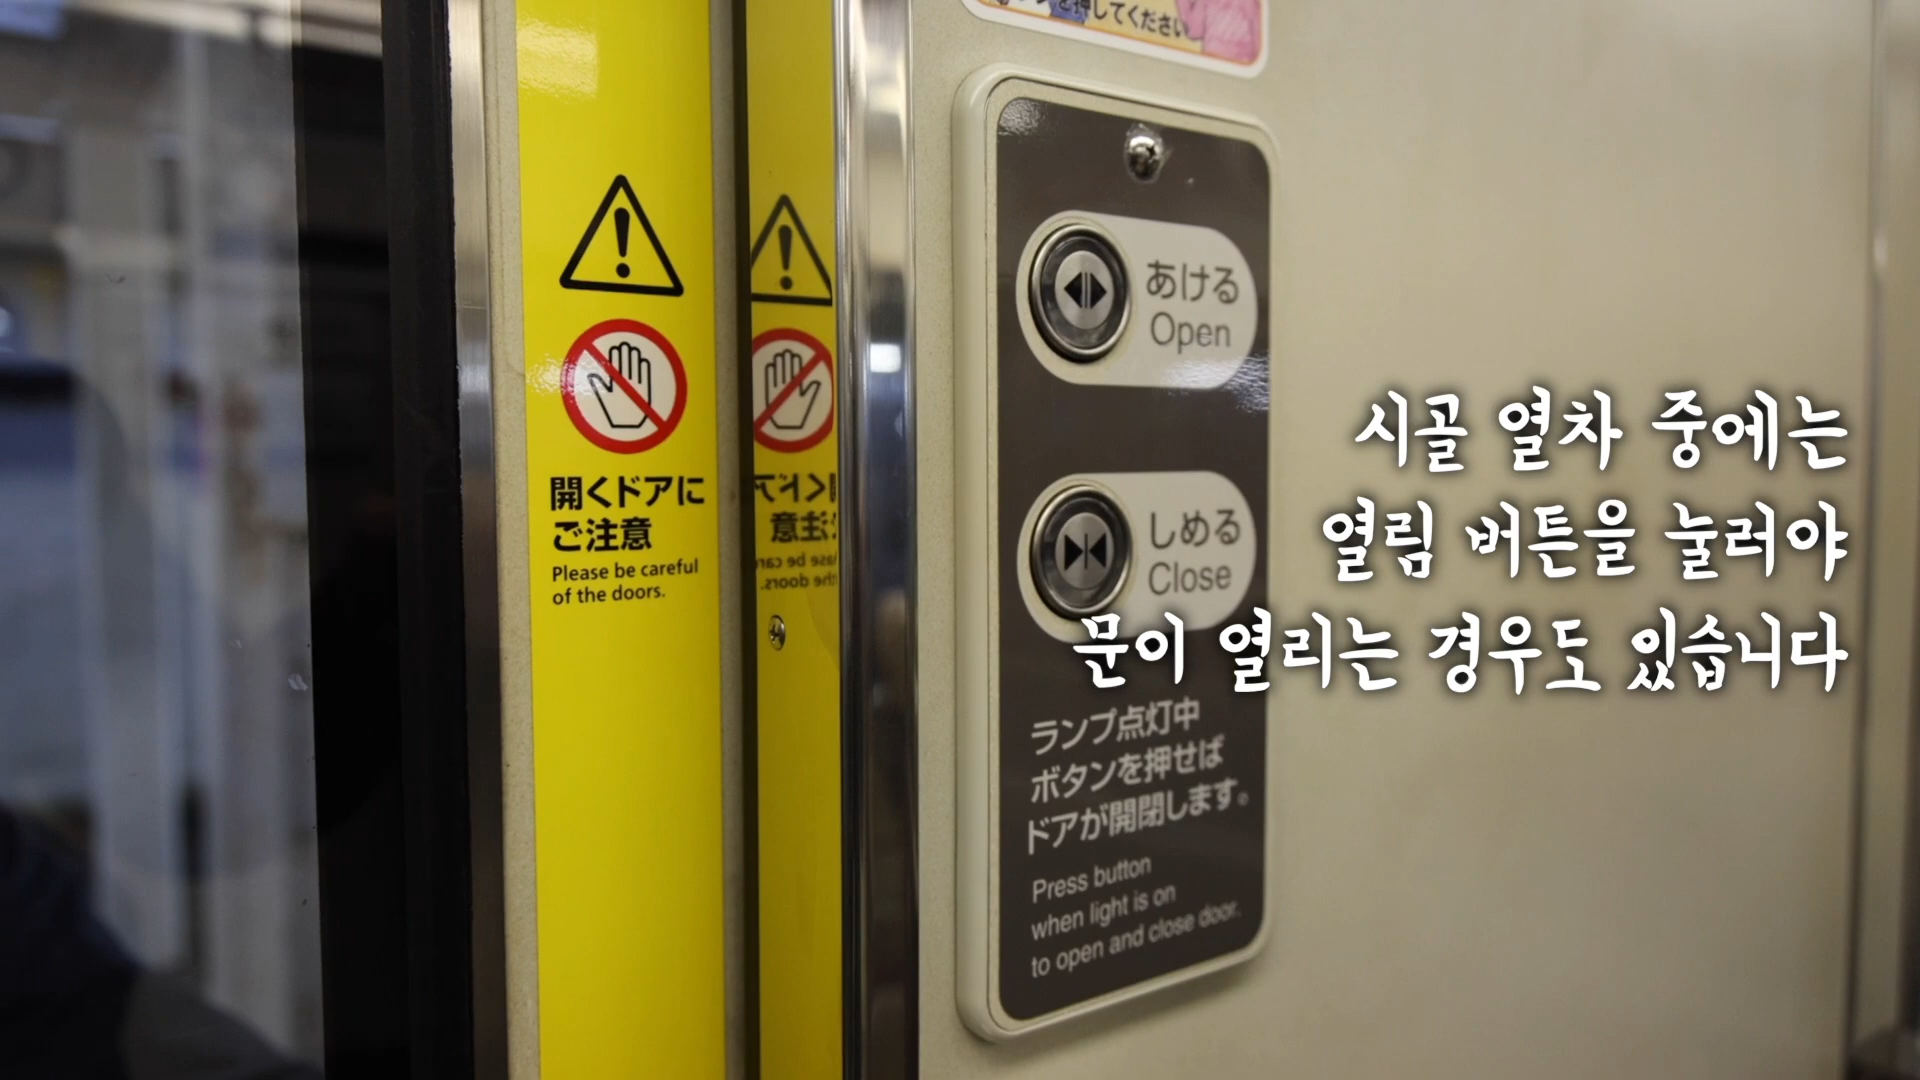 を押してください
開くドアに
ご注意
Please be careful
of the doors.
あける
Open
しめる
Close
시골 열차 중에는
열림 버튼을 눌러야
문이 열리는 경우도 있습니다
ランプ点灯中
ボタンを押せば
ドアが開閉します。
Press button
when light is on
to open and close door.